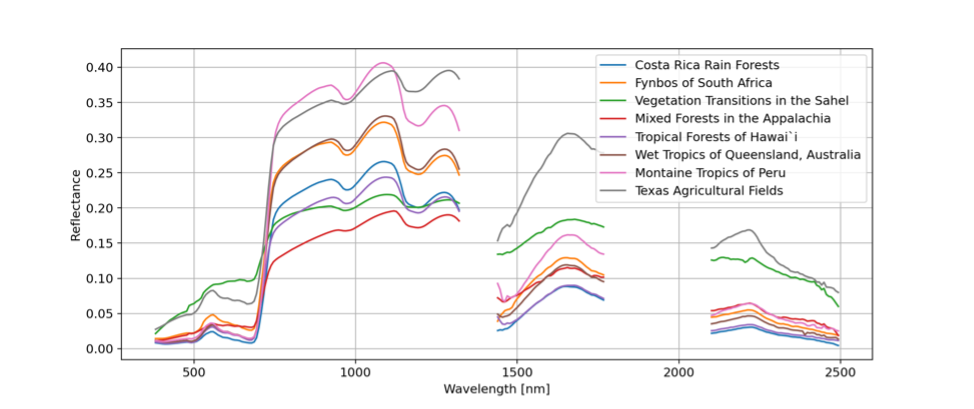 0.40
0.35
0.30
0.25
0.20
0.15
0.10
0.05
0.00
Reflectance
500
1000
1500
2000
2500
Wavelength [nm]
Costa Rica Rain Forests
Fynbos of South Africa
Vegetation Transitions in the Sahel
Mixed Forests in the Appalachia
Tropical Forests of Hawai`i
Wet Tropics of Queensland, Australia
Montaine Tropics of Peru
Texas Agricultural Fields